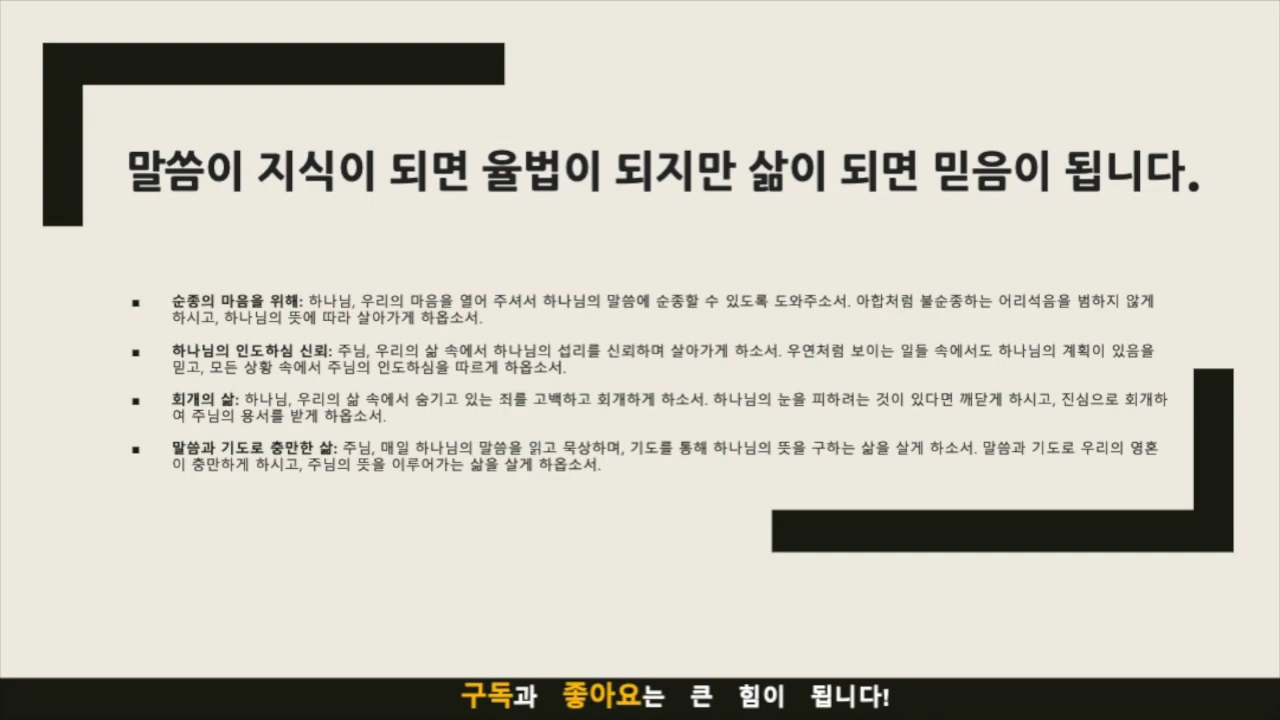 말씀이 지식이 되면 율법이 되지만 삶이 되면 믿음이 됩니다.
▪ 순종의 마음을 위해: 하나님, 우리의 마음을 열어 주셔서 하나님의 말씀에 순종할 수 있도록 도와주소서. 아합처럼 불순종하는 어리석음을 범하지 않게
하시고, 하나님의 뜻에 따라 살아가게 하옵소서.
▪ 하나님의 인도하심 신뢰: 주님, 우리의 삶 속에서 하나님의 섭리를 신뢰하며 살아가게 하소서. 우연처럼 보이는 일들 속에서도 하나님의 계획이 있음을
믿고, 모든 상황 속에서 주님의 인도하심을 따르게 하옵소서.
▪ 회개의 삶: 하나님, 우리의 삶 속에서 숨기고 있는 죄를 고백하고 회개하게 하소서. 하나님의 눈을 피하려는 것이 있다면 깨닫게 하시고, 진심으로 회개하
여 주님의 용서를 받게 하옵소서.
▪ 말씀과 기도로 충만한 삶: 주님, 매일 하나님의 말씀을 읽고 묵상하며, 기도를 통해 하나님의 뜻을 구하는 삶을 살게 하소서. 말씀과 기도로 우리의 영혼
이 충만하게 하시고, 주님의 뜻을 이루어가는 삶을 살게 하옵소서.
구독과 좋아요는 큰 힘이 됩니다!